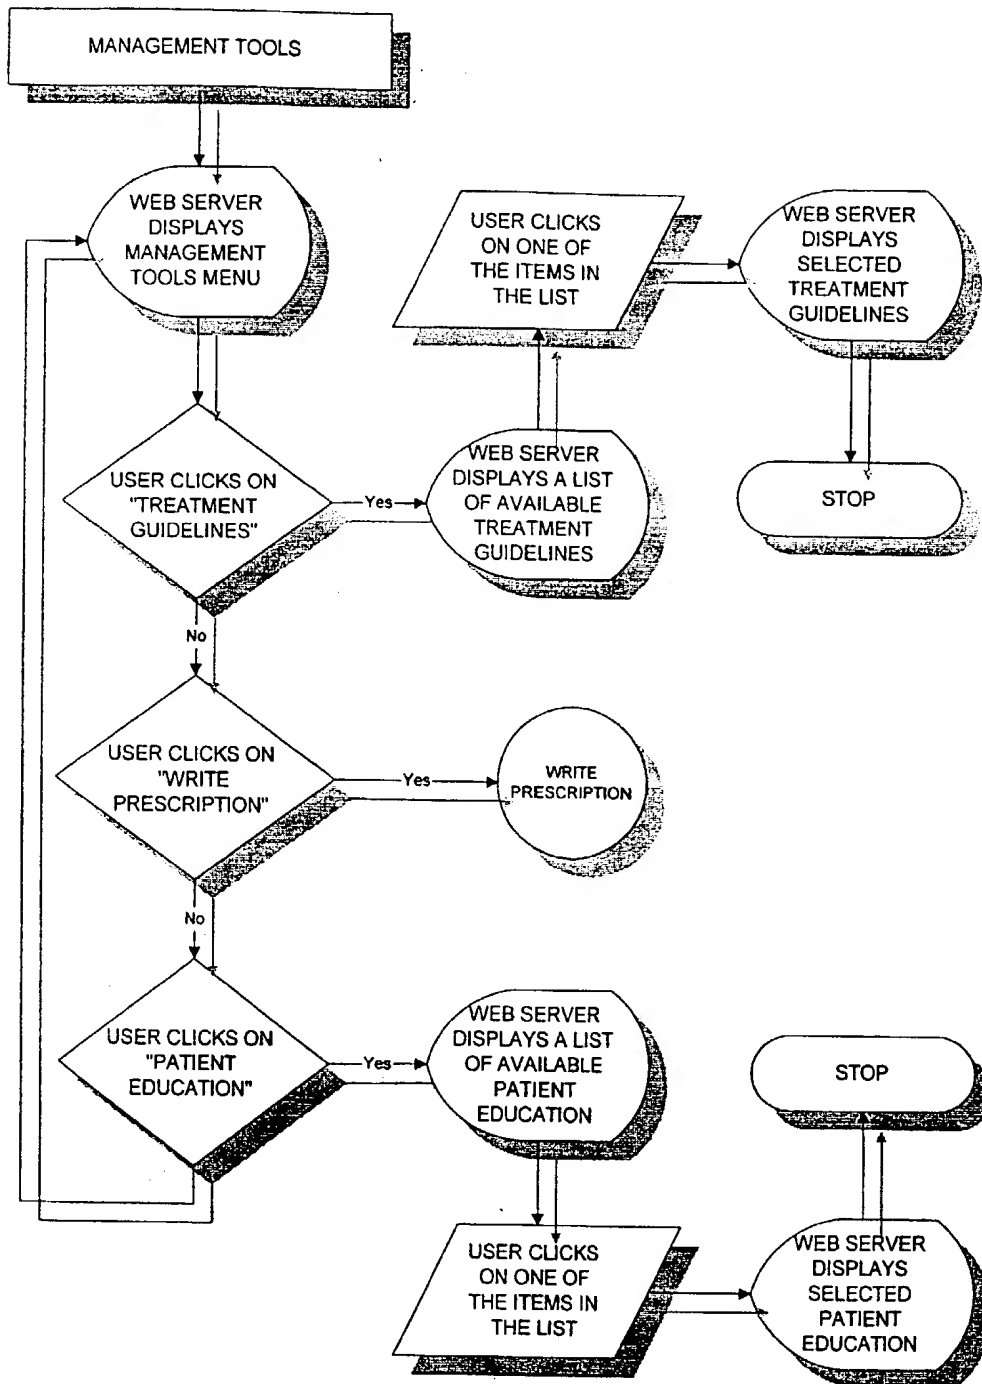 MANAGEMENT TOOLS
WEB SERVER
DISPLAYS
MANAGEMENT
TOOLS MENU
USER CLICKS
ON ONE OF
THE ITEMS IN
THE LIST
WEB SERVER
DISPLAYS
SELECTED
TREATMENT
GUIDELINES
USER CLICKS ON
"TREATMENT
GUIDELINES"
Yes
WEB SERVER
DISPLAYS A LIST
OF AVAILABLE
TREATMENT
GUIDELINES
STOP
No
USER CLICKS ON
"WRITE
PRESCRIPTION"
Yes
WRITE
PRESCRIPTION
No
USER CLICKS ON
"PATIENT
EDUCATION"
Yes
WEB SERVER
DISPLAYS A LIST
OF AVAILABLE
PATIENT
EDUCATION
STOP
USER CLICKS
ON ONE OF
THE ITEMS IN
THE LIST
WEB SERVER
DISPLAYS
SELECTED
PATIENT
EDUCATION